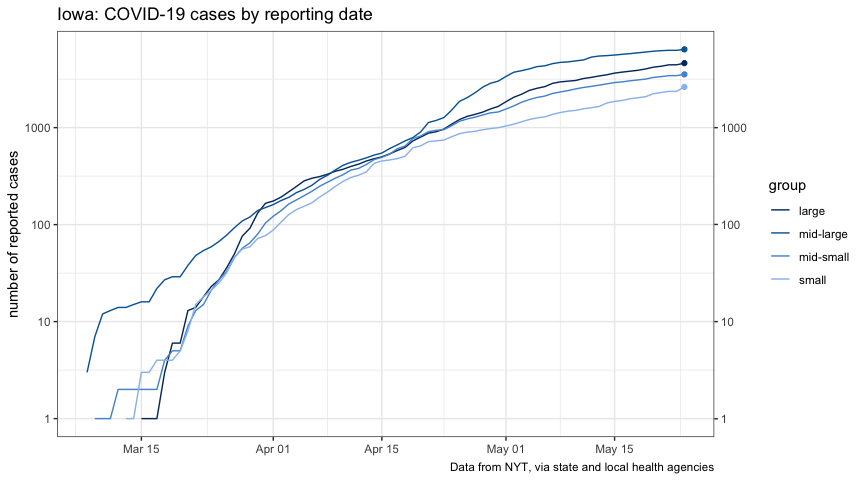 Iowa: COVID-19 cases by reporting date
number of reported cases
1000
100
10
1
1000
100
10
1
Mar 15
Apr 01
Apr 15
May 01
May 15
group
large
mid-large
mid-small
small
Data from NYT, via state and local health agencies